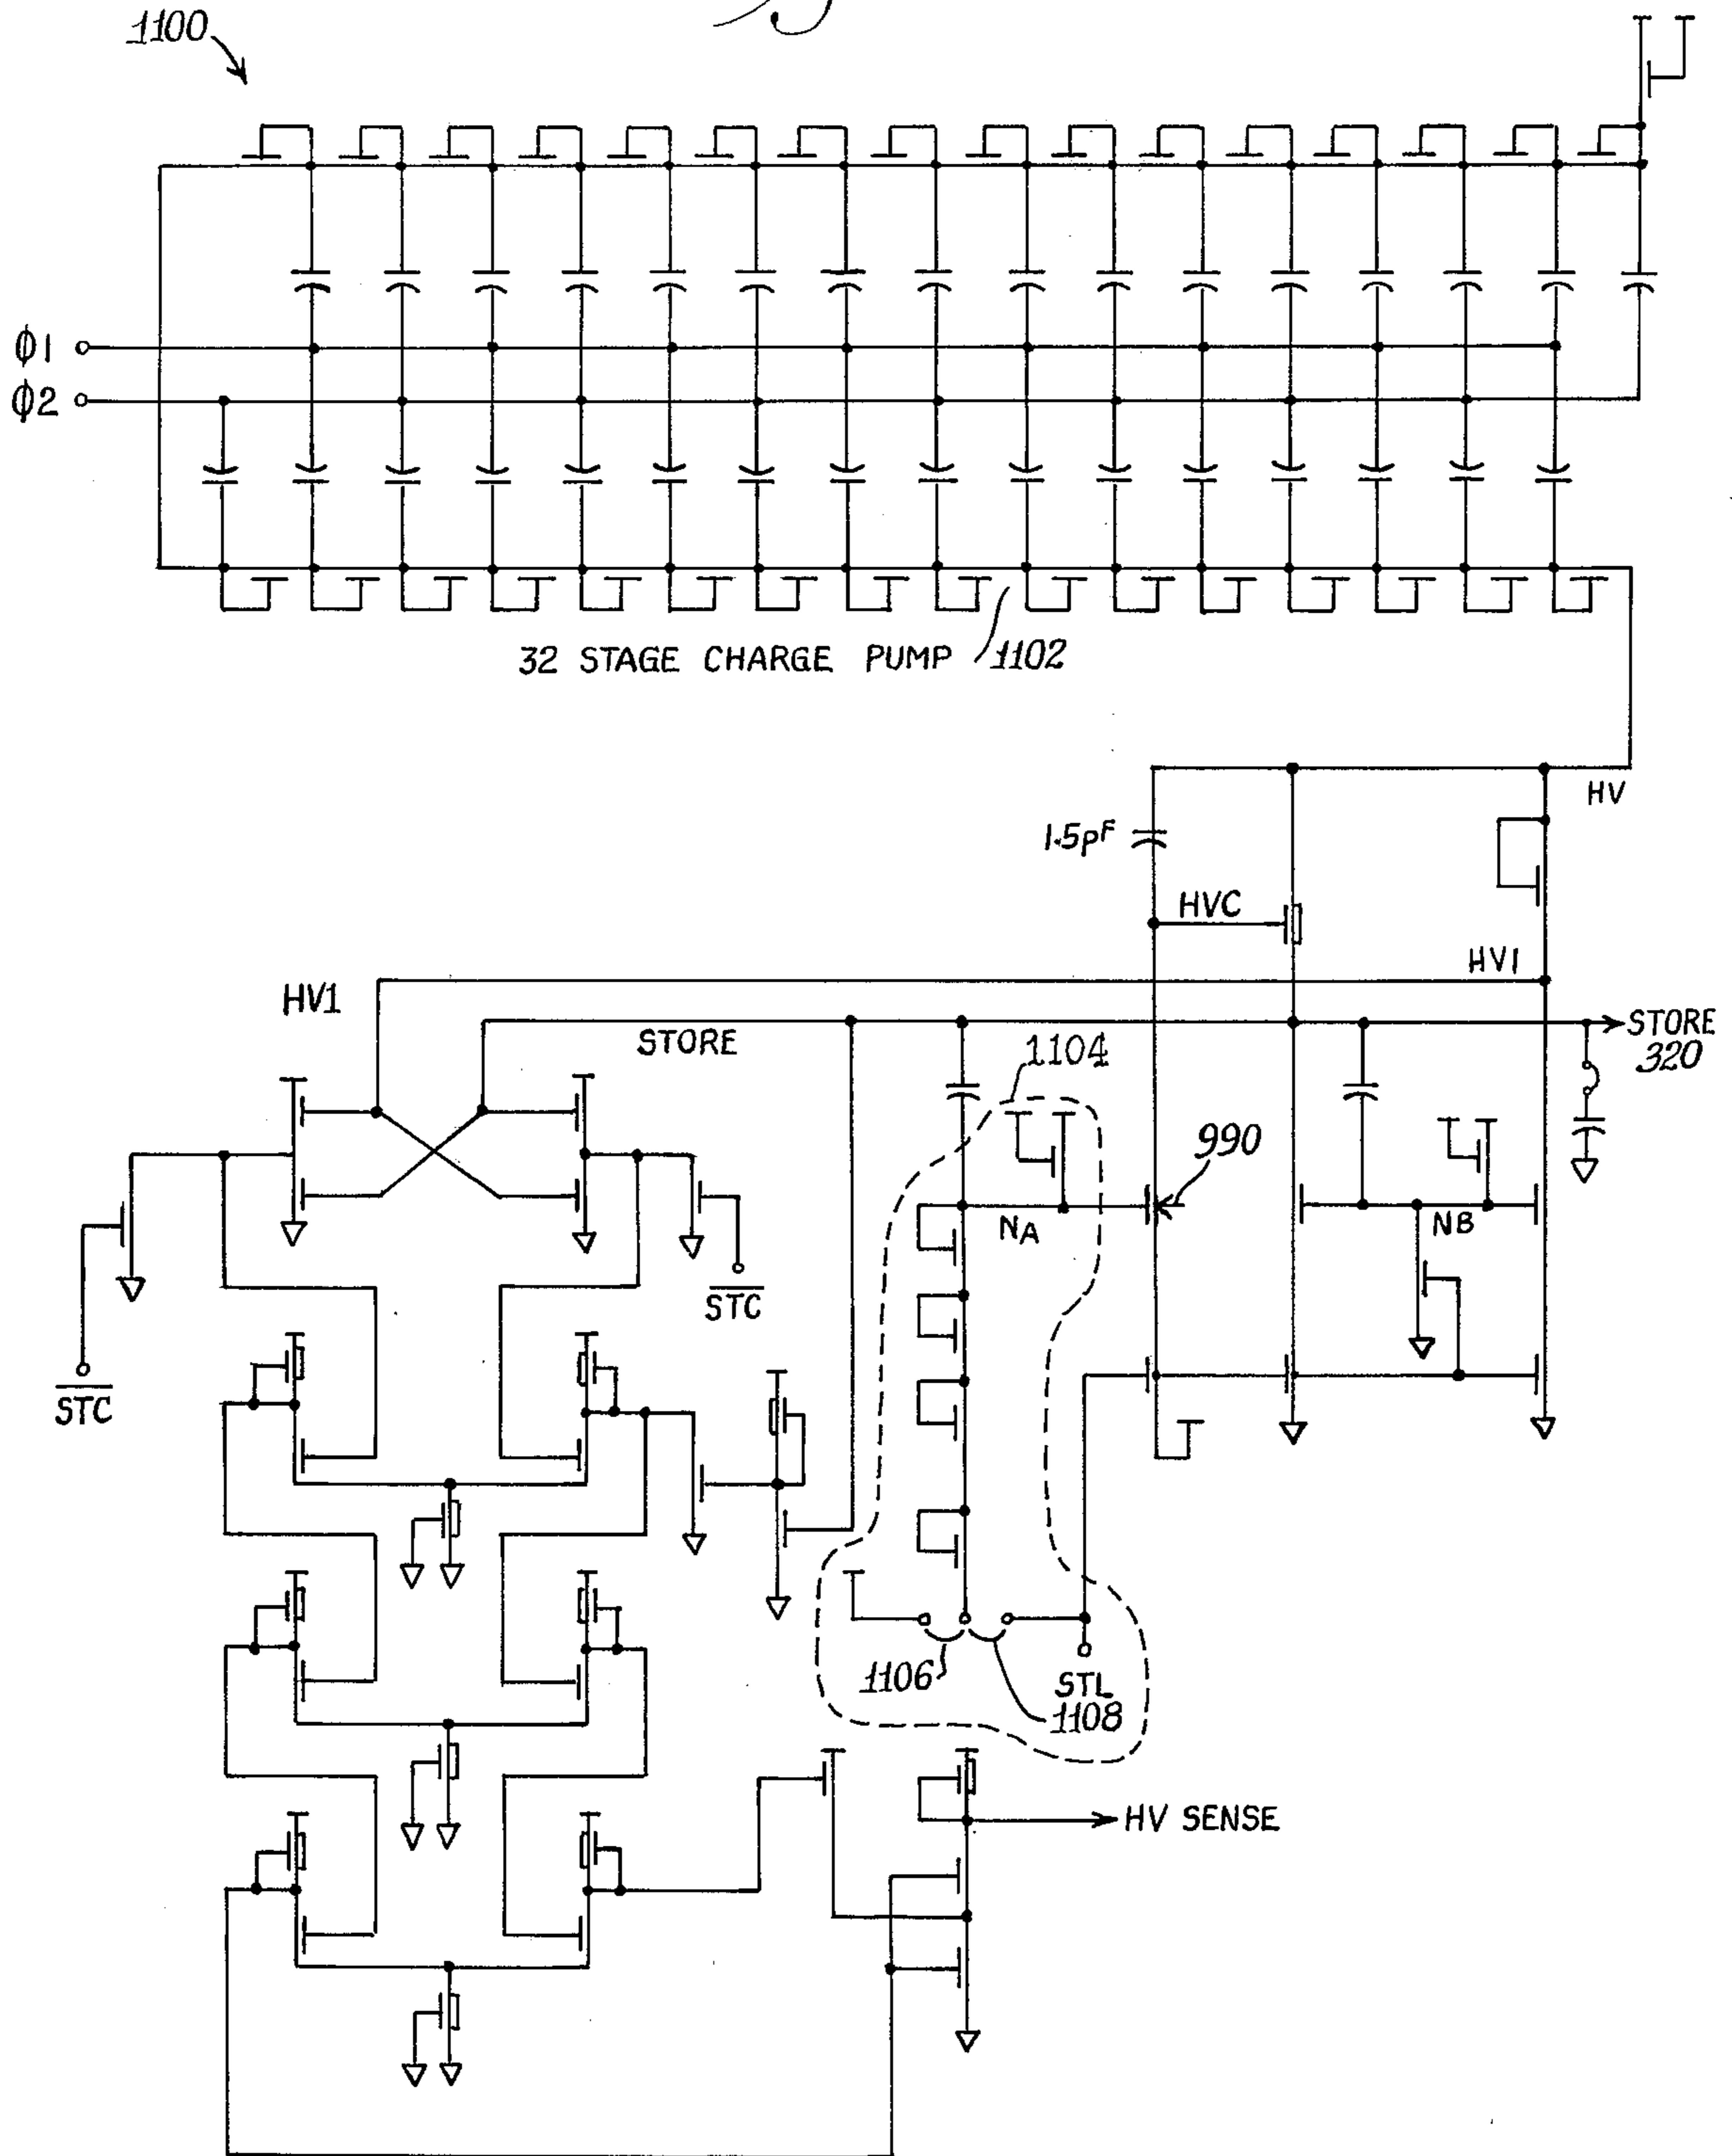 1100
ϕ1
ϕ2
32 STAGE CHARGE PUMP 1102
HV
1.5pF
HVC
HV1
HV1
STORE
STORE
320
1104
990
NA
NB
STC
STC
1106
STL
1108
HV SENSE